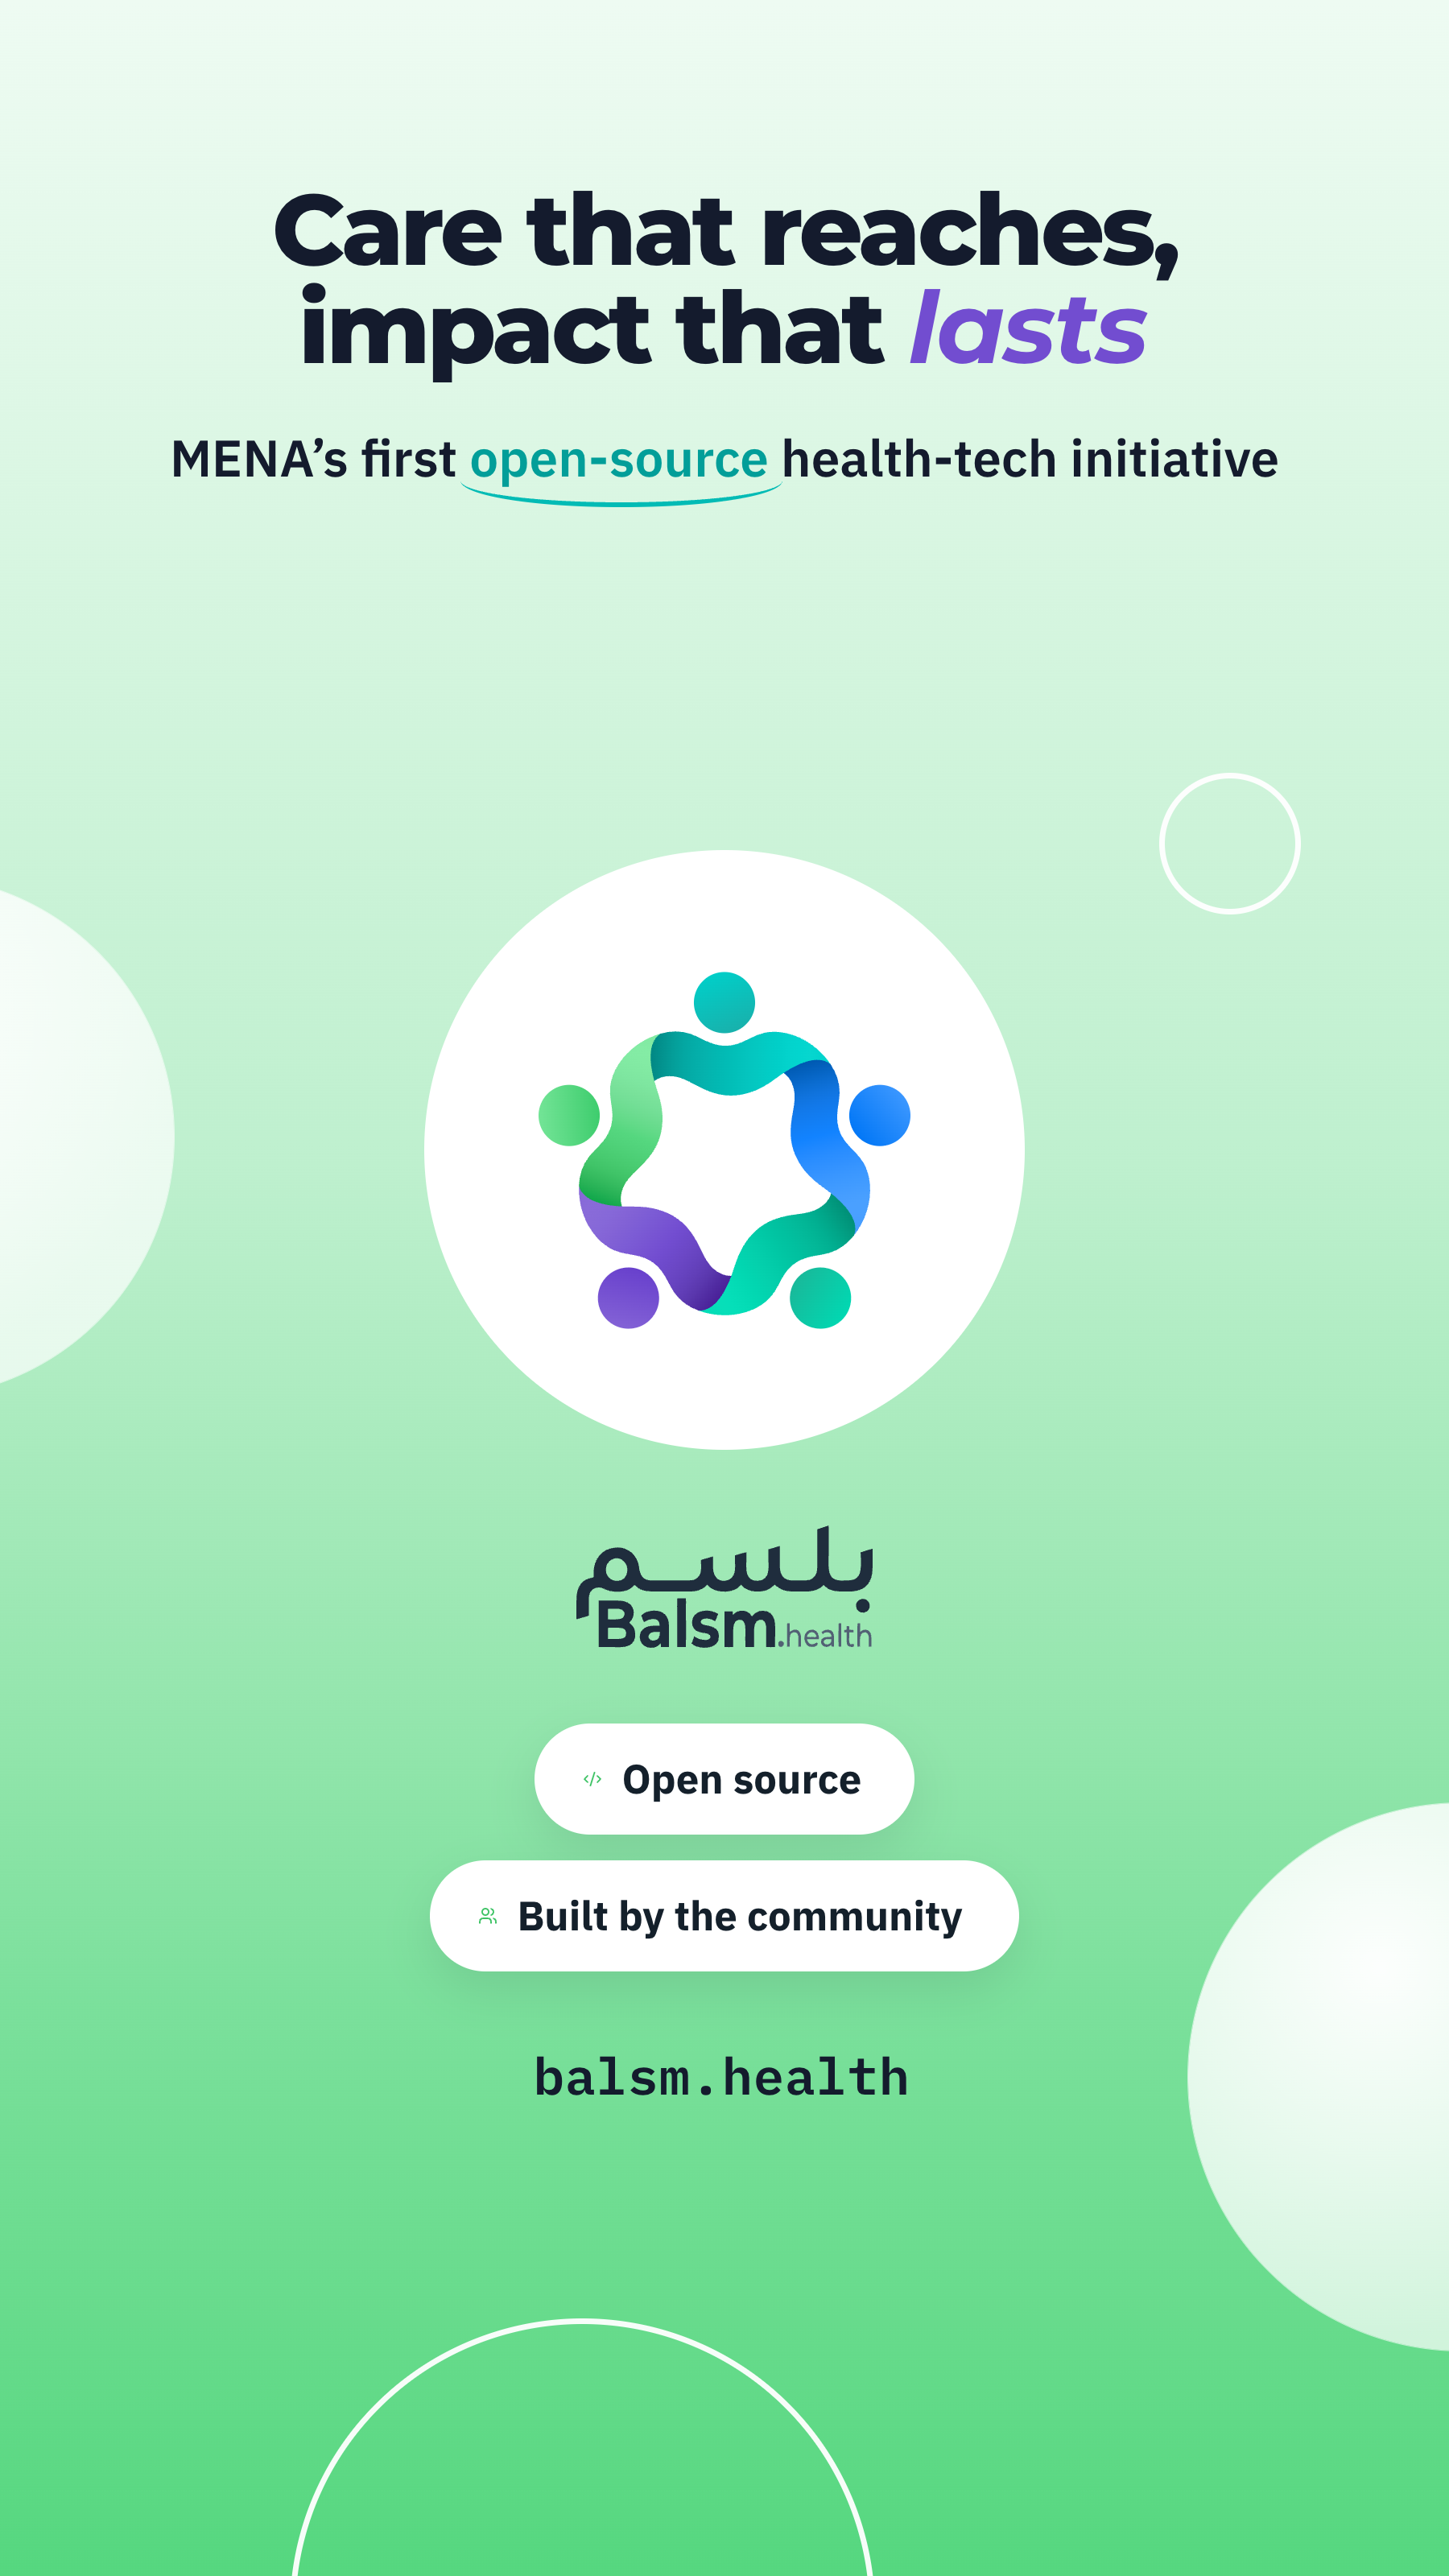 Care that reaches,
impact that lasts
MENA’s first open-source health-tech initiative
بلسم
Balsm.health
Open source
Built by the community
balsm.health